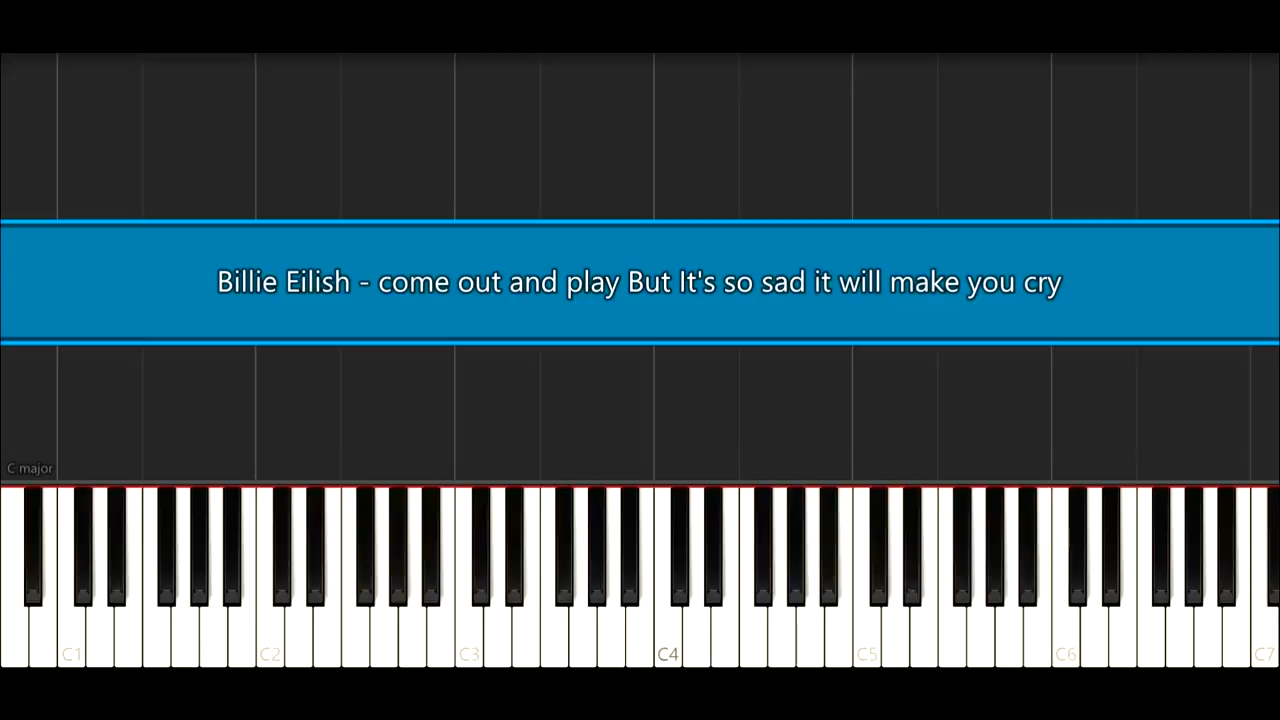 Billie Eilish - come out and play But It's so sad it will make you cry
C major
C1 C2 C3 C4 C5 C6 C7